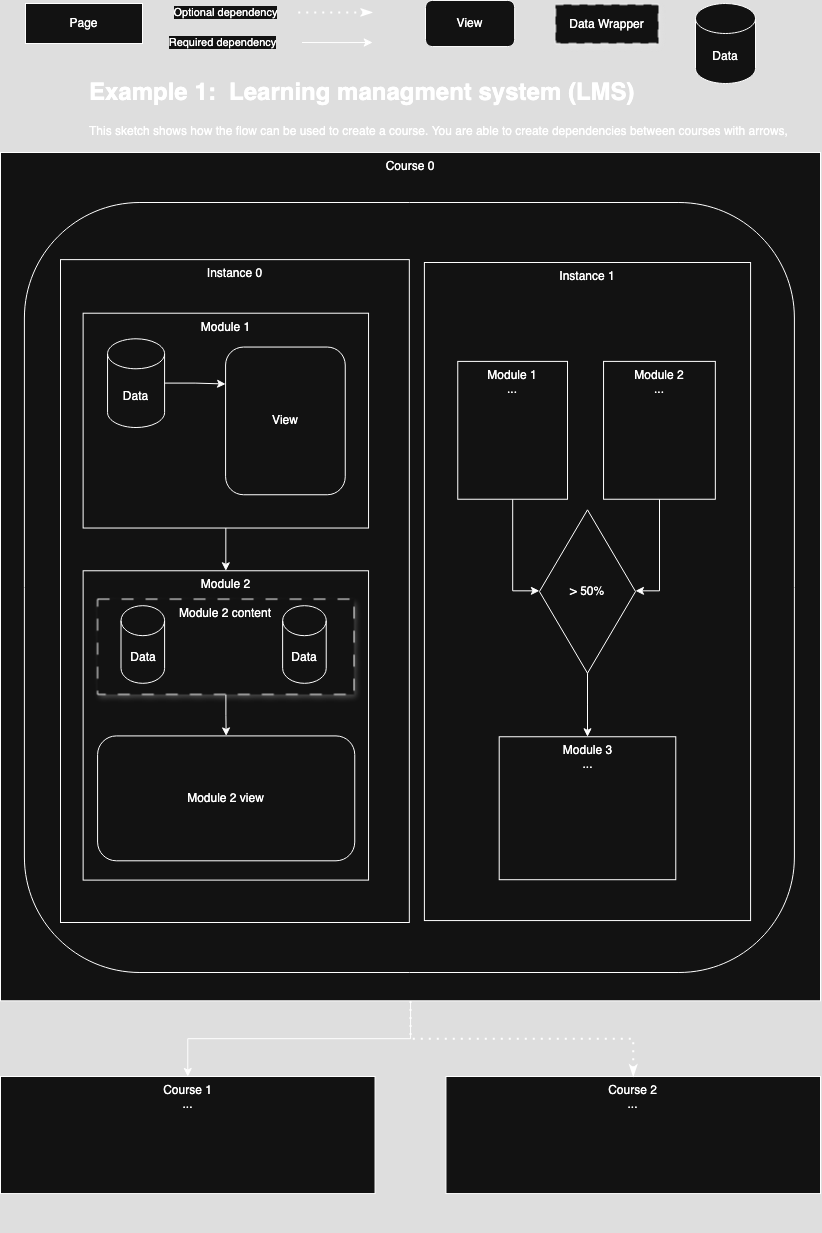 Page
Optional dependency
Required dependency
View
Data Wrapper
Data
Example 1: Learning managment system (LMS)
This sketch shows how the flow can be used to create a course. You are able to create dependencies between courses with arrows,
Course 0
Instance 0
Module 1
Data
View
Module 2
Module 2 content
Data
Data
Module 2 view
Instance 1
Module 1
...
Module 2
...
> 50%
Module 3
...
Course 1
...
Course 2
...